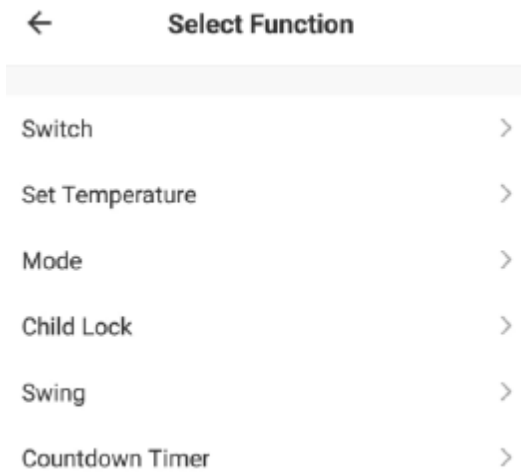 Select Function
Switch
Set Temperature
Mode
Child Lock
Swing
Countdown Timer